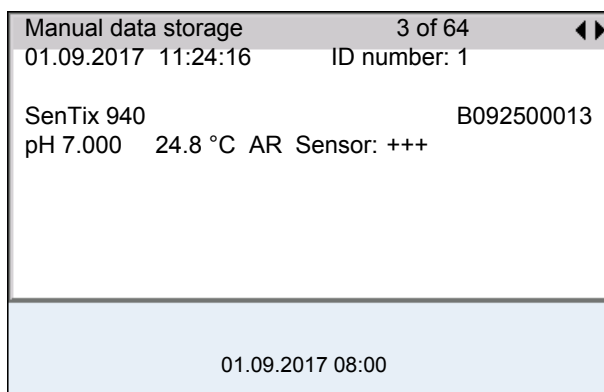 Manual data storage 3 of 64
01.09.2017 11:24:16 ID number: 1
SenTix 940 B092500013
pH 7.000 24.8 °C AR Sensor: +++
01.09.2017 08:00